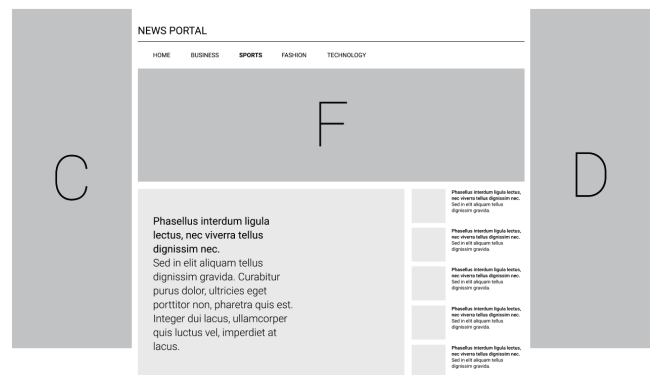 NEWS PORTAL
HOME BUSINESS SPORTS FASHION TECHNOLOGY
C
F
D
Phasellus interdum ligula
lectus, nec viverra tellus
dignissim nec.
Sed in elit aliquam tellus
dignissim gravida. Curabitur
purus dolor, ultricies eget
porttitor non, pharetra quis est.
Integer dui lacus, ullamcorper
quis luctus vel, imperdiet at
lacus.
Phasellus interdum ligula lectus,
nec viverra tellus dignissim nec.
Sed in elit aliquam tellus
dignissim gravida.
Phasellus interdum ligula lectus,
nec viverra tellus dignissim nec.
Sed in elit aliquam tellus
dignissim gravida.
Phasellus interdum ligula lectus,
nec viverra tellus dignissim nec.
Sed in elit aliquam tellus
dignissim gravida.
Phasellus interdum ligula lectus,
nec viverra tellus dignissim nec.
Sed in elit aliquam tellus
dignissim gravida.
Phasellus interdum ligula lectus,
nec viverra tellus dignissim nec.
Sed in elit aliquam tellus
dignissim gravida.